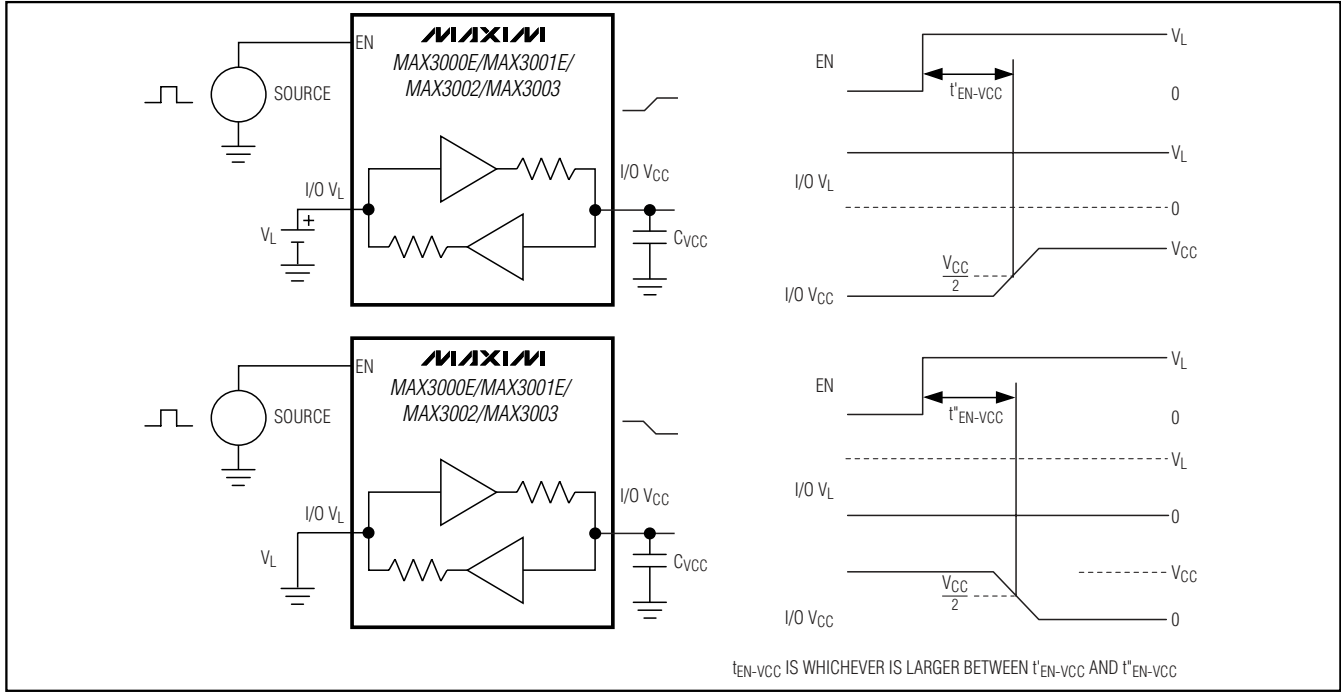 EN
MAXIM
MAX3000E/MAX3001E/
MAX3002/MAX3003
SOURCE
I/O VL
VL
+
I/O VCC
CVCC
EN
VL
t'EN-VCC
0
VL
I/O VL
0
VCC
VCC
2
I/O VCC
EN
MAXIM
MAX3000E/MAX3001E/
MAX3002/MAX3003
SOURCE
I/O VL
VL
I/O VCC
CVCC
EN
VL
t"EN-VCC
0
VL
I/O VL
0
VCC
VCC
2
I/O VCC
0
tEN-VCC IS WHICHEVER IS LARGER BETWEEN t'EN-VCC AND t"EN-VCC